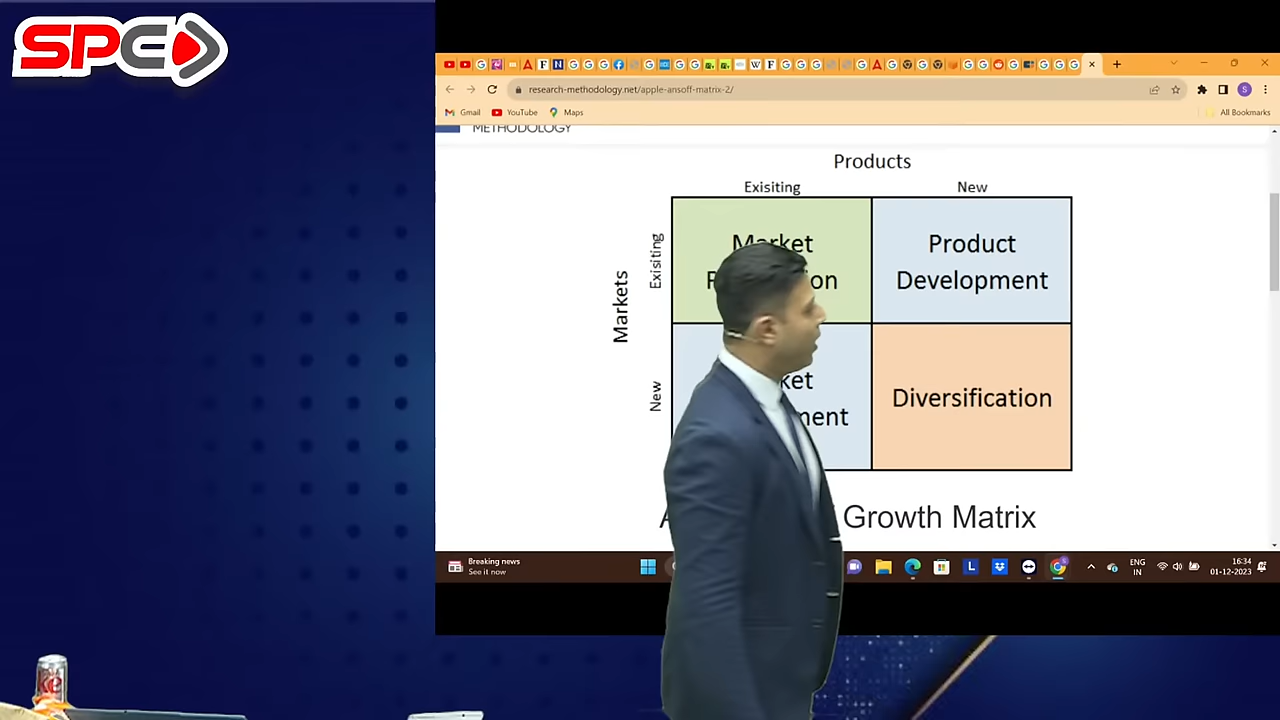 SPED
research-methodology.net/apple-ansoff-matrix-2/
Gmail YouTube Maps All Bookmarks
METHODOLOGY
Products
Exisiting New
Markets
Exisiting
New
Market
Product
Development
Diversification
Growth Matrix
Breaking news
See it now
ENG
IN
16:34
01-12-2023